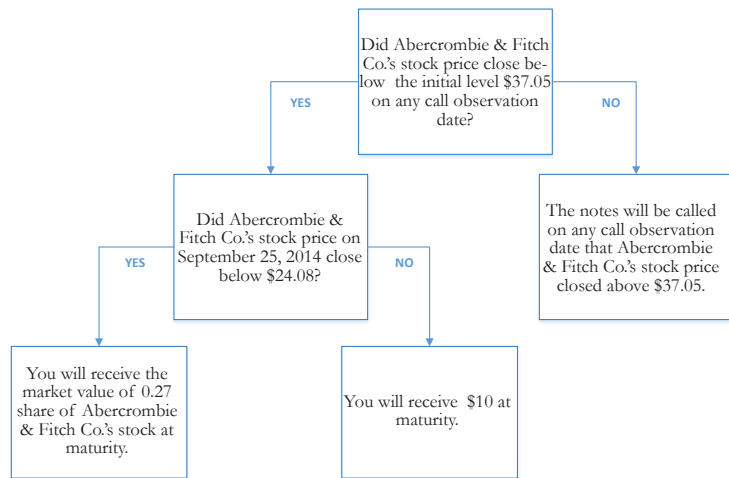 Did Abercrombie & Fitch
Co.'s stock price close be-
low the initial level $37.05
on any call observation
date?
YES
NO
Did Abercrombie &
Fitch Co.'s stock price on
September 25, 2014 close
below $24.08?
The notes will be called
on any call observation
date that Abercrombie
& Fitch Co.'s stock price
closed above $37.05.
YES
NO
You will receive the
market value of 0.27
share of Abercrombie
& Fitch Co.'s stock at
maturity.
You will receive $10 at
maturity.